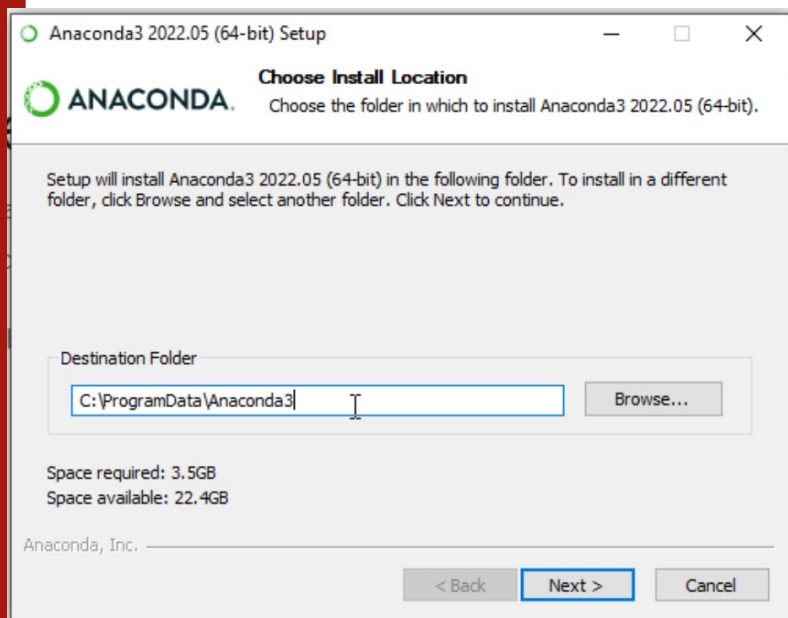 Anaconda3 2022.05 (64-bit) Setup
ANACONDA.
Choose Install Location
Choose the folder in which to install Anaconda3 2022.05 (64-bit).
Setup will install Anaconda3 2022.05 (64-bit) in the following folder. To install in a different
folder, click Browse and select another folder. Click Next to continue.
Destination Folder
C:\ProgramData\Anaconda3
Browse...
Space required: 3.5GB
Space available: 22.4GB
Anaconda, Inc.
< Back
Next >
Cancel